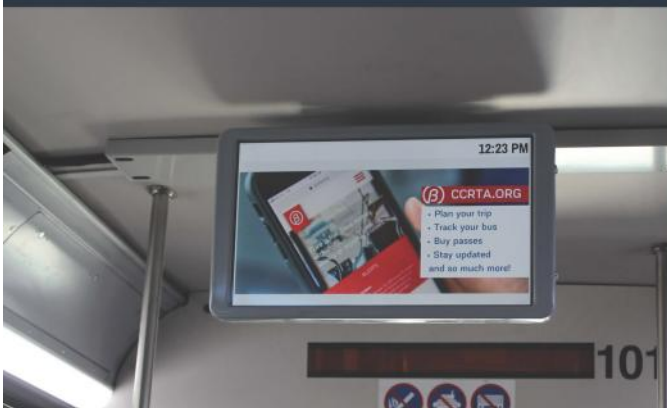 12:23 PM
CCRTA.ORG
• Plan your trip
• Track your bus
• Buy passes
• Stay updated
and so much more!
101